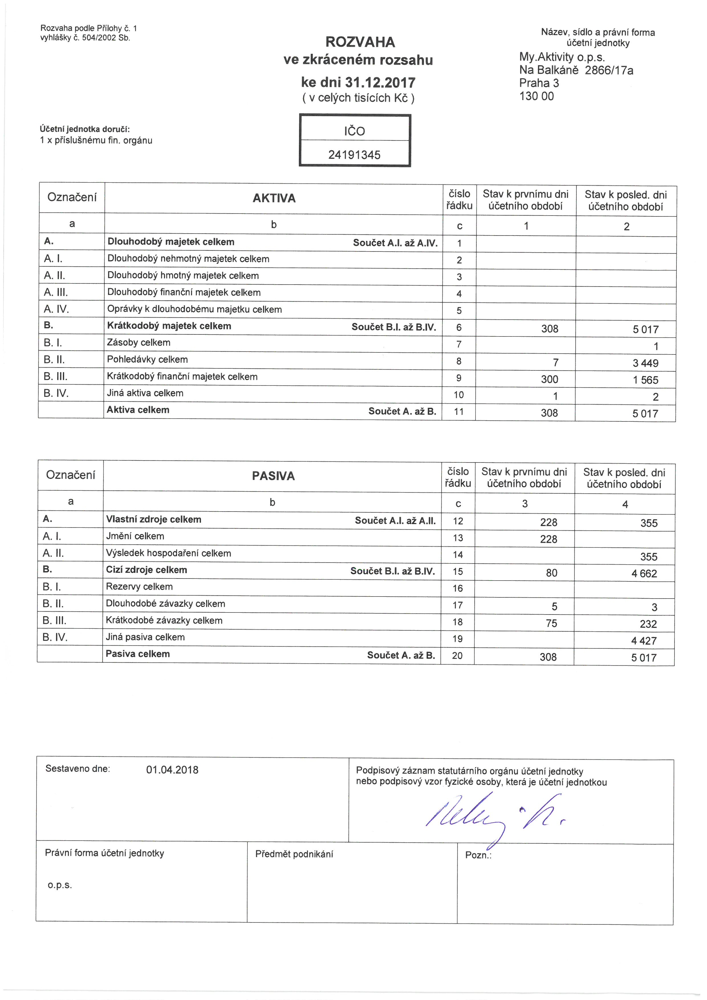 Rozvaha podle Přílohy č. 1
vyhlášky č. 504/2002 Sb.
ROZVAHA
ve zkráceném rozsahu
ke dni 31.12.2017
( v celých tisících Kč )
Název, sídlo a právní forma
účetní jednotky
My.Aktivity o.p.s.
Na Balkáně 2866/17a
Praha 3
130 00
Účetní jednotka doručí:
1 x příslušnému fin. orgánu
IČO
24191345
Označení AKTIVA číslo řádku Stav k prvnímu dni účetního období Stav k posled. dni účetního období
a b c 1 2
A. Dlouhodobý majetek celkem Součet A.I. až A.IV. 1
A. I. Dlouhodobý nehmotný majetek celkem 2
A. II. Dlouhodobý hmotný majetek celkem 3
A. III. Dlouhodobý finanční majetek celkem 4
A. IV. Oprávky k dlouhodobému majetku celkem 5
B. Krátkodobý majetek celkem Součet B.I. až B.IV. 6 308 5 017
B. I. Zásoby celkem 7 1
B. II. Pohledávky celkem 8 7 3 449
B. III. Krátkodobý finanční majetek celkem 9 300 1 565
B. IV. Jiná aktiva celkem 10 1 2
Aktiva celkem Součet A. až B. 11 308 5 017
Označení PASIVA číslo řádku Stav k prvnímu dni účetního období Stav k posled. dni účetního období
a b c 3 4
A. Vlastní zdroje celkem Součet A.I. až A.II. 12 228 355
A. I. Jmění celkem 13 228
A. II. Výsledek hospodaření celkem 14 355
B. Cizí zdroje celkem Součet B.I. až B.IV. 15 80 4 662
B. I. Rezervy celkem 16
B. II. Dlouhodobé závazky celkem 17 5 3
B. III. Krátkodobé závazky celkem 18 75 232
B. IV. Jiná pasiva celkem 19 4 427
Pasiva celkem Součet A. až B. 20 308 5 017
Sestaveno dne: 01.04.2018
Podpisový záznam statutárního orgánu účetní jednotky
nebo podpisový vzor fyzické osoby, která je účetní jednotkou
Právní forma účetní jednotky
o.p.s.
Předmět podnikání
Pozn.: